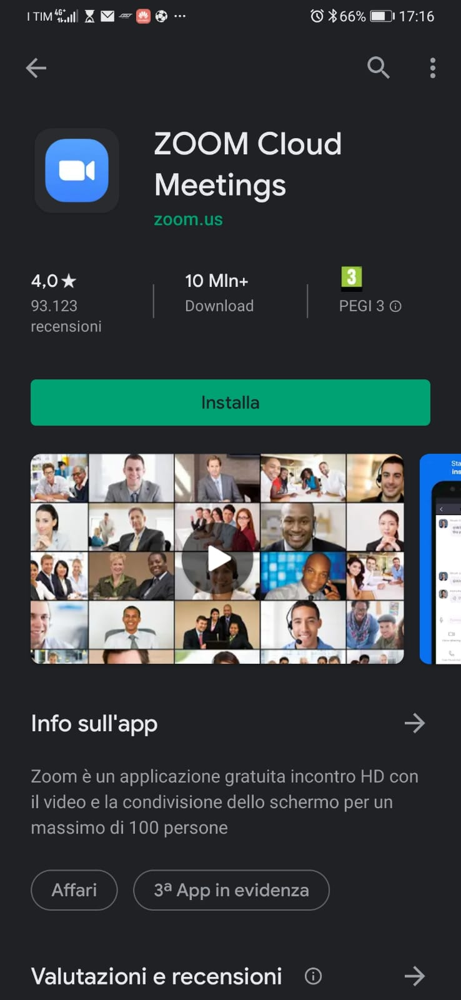 I TIM 4G+ 66% 17:16
ZOOM Cloud
Meetings
zoom.us
4,0★ 10 Mln+ 3
93.123 Download PEGI 3
recensioni
Installa
Info sull'app
Zoom è un applicazione gratuita incontro HD con
il video e la condivisione dello schermo per un
massimo di 100 persone
Affari 3ª App in evidenza
Valutazioni e recensioni